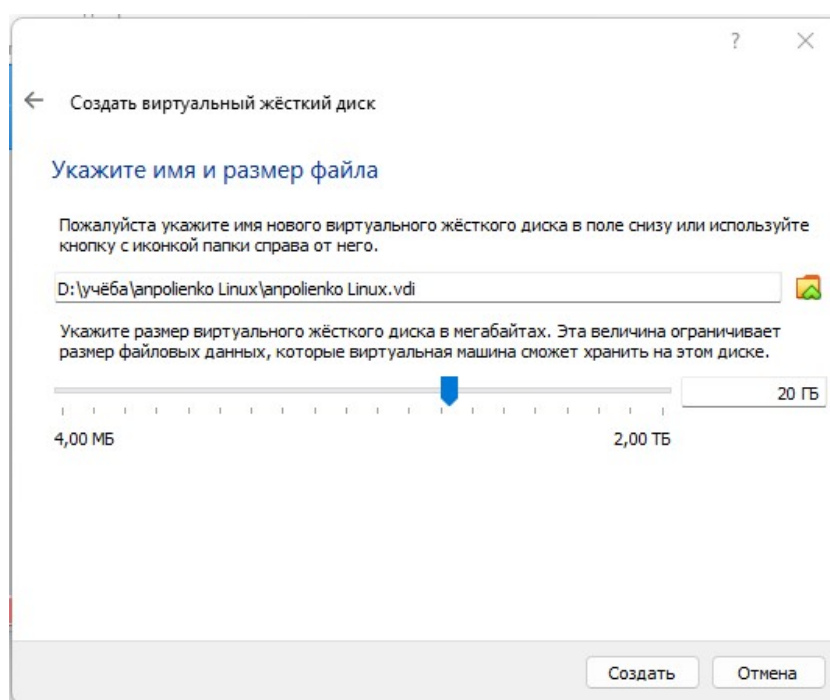 ?
Создать виртуальный жёсткий диск
Укажите имя и размер файла
Пожалуйста укажите имя нового виртуального жёсткого диска в поле снизу или используйте
кнопку с иконкой папки справа от него.
D:\учёба\anpolienko Linux\anpolienko Linux.vdi
Укажите размер виртуального жёсткого диска в мегабайтах. Эта величина ограничивает
размер файловых данных, которые виртуальная машина сможет хранить на этом диске.
20 ГБ
4,00 МБ 2,00 ТБ
Создать Отмена